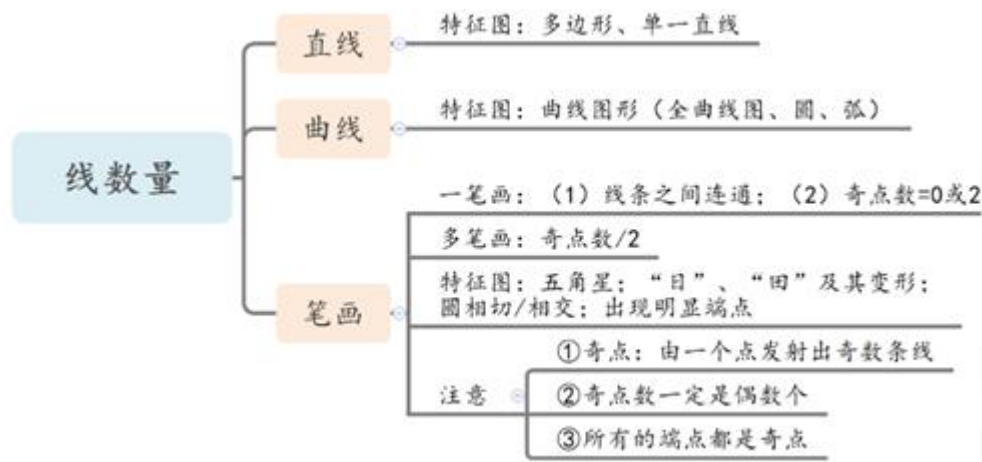 线数量
直线
特征图：多边形、单一直线
曲线
特征图：曲线图形（全曲线图、圆、弧）
笔画
一笔画：（1）线条之间连通；（2）奇点数=0或2
多笔画：奇点数/2
特征图：五角星；“日”、“田”及其变形；
圆相切/相交；出现明显端点
注意
①奇点：由一个点发射出奇数条线
②奇点数一定是偶数个
③所有的端点都是奇点